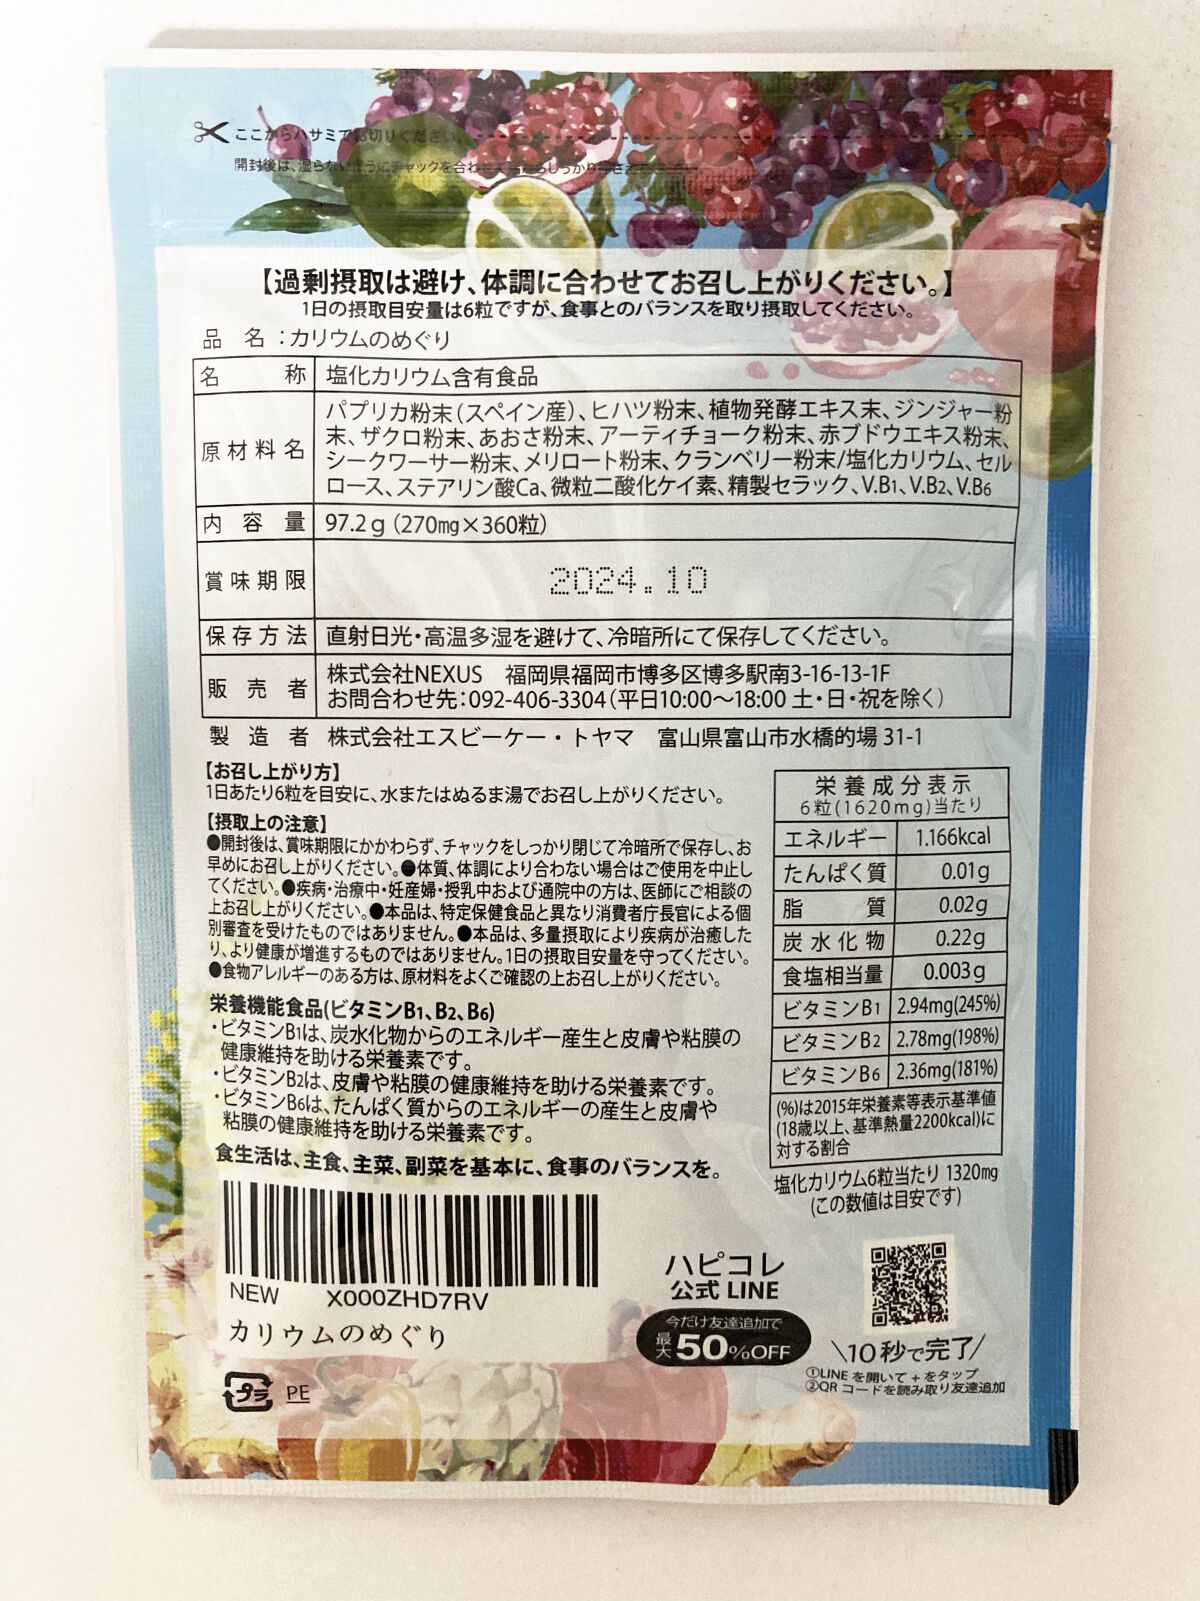 ここからハサミでお切りください。
開封後は、湿らないようにチャックを合わせ
【過剰摂取は避け、体調に合わせてお召し上がりください。】
1日の摂取目安量は6粒ですが、食事とのバランスを取り摂取してください。
品 名：カリウムのめぐり
名 称 塩化カリウム含有食品
原材料名 パプリカ粉末（スペイン産）、ヒハツ粉末、植物発酵エキス末、ジンジャー粉
末、ザクロ粉末、あおさ粉末、アーティチョーク粉末、赤ブドウエキス粉末、
シークワーサー粉末、メリロート粉末、クランベリー粉末/塩化カリウム、セル
ロース、ステアリン酸Ca、微粒二酸化ケイ素、精製セラック、V.B1、V.B2、V.B6
内容量 97.2g（270mg×360粒）
賞味期限 2024.10
保存方法 直射日光・高温多湿を避けて、冷暗所にて保存してください。
販売者 株式会社NEXUS 福岡県福岡市博多区博多駅南3-16-13-1F
お問合わせ先：092-406-3304（平日10:00〜18:00 土・日・祝を除く）
製造者 株式会社エスビーケー・トヤマ 富山県富山市水橋的場 31-1
【お召し上がり方】
1日あたり6粒を目安に、水またはぬるま湯でお召し上がりください。
【摂取上の注意】
●開封後は、賞味期限にかかわらず、チャックをしっかり閉じて冷暗所で保存し、お
早めにお召し上がりください。●体質、体調により合わない場合はご使用を中止し
てください。●疾病・治療中・妊産婦・授乳中および通院中の方は、医師にご相談の
上お召し上がりください。●本品は、特定保健食品と異なり消費者庁長官による個
別審査を受けたものではありません。●本品は、多量摂取により疾病が治癒した
り、より健康が増進するものではありません。1日の摂取目安量を守ってください。
●食物アレルギーのある方は、原材料をよくご確認の上お召し上がりください。
栄養機能食品(ビタミンB1、B2、B6)
・ビタミンB1は、炭水化物からのエネルギー産生と皮膚や粘膜の
健康維持を助ける栄養素です。
・ビタミンB2は、皮膚や粘膜の健康維持を助ける栄養素です。
・ビタミンB6は、たんぱく質からのエネルギーの産生と皮膚や
粘膜の健康維持を助ける栄養素です。
食生活は、主食、主菜、副菜を基本に、食事のバランスを。
栄養成分表示
6粒(1620mg)当たり
エネルギー 1.166kcal
たんぱく質 0.01g
脂質 0.02g
炭水化物 0.22g
食塩相当量 0.003g
ビタミンB1 2.94mg(245%)
ビタミンB2 2.78mg(198%)
ビタミンB6 2.36mg(181%)
(%)は2015年栄養素等表示基準値
(18歳以上、基準熱量2200kcal)に
対する割合
塩化カリウム6粒当たり 1320mg
(この数値は目安です)
NEW X000ZHD7RV
カリウムのめぐり
プラ PE
ハピコレ
公式 LINE
今だけ友達追加で
最大50%OFF
\10秒で完了/
①LINE を開いて + をタップ
②QR コードを読み取り友達追加